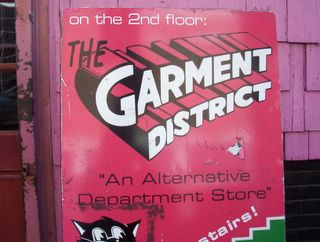 on the 2nd floor:
THE
GARMENT
DISTRICT
"An Alternative
Department Store"
stairs!